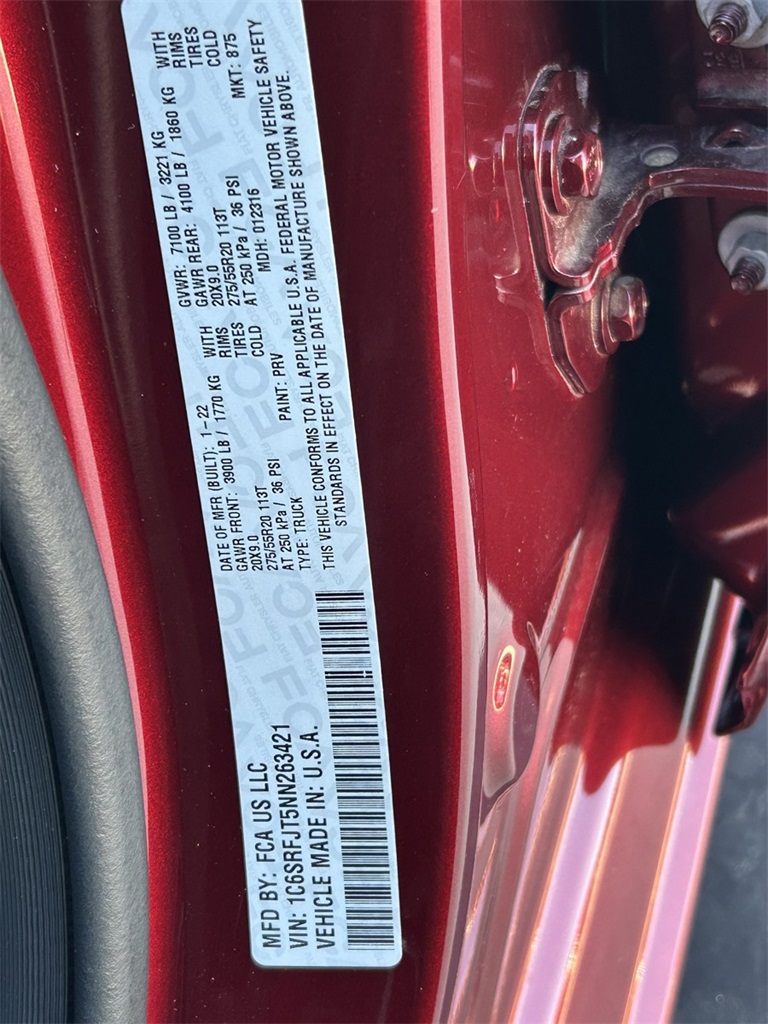 MFD BY: FCA US LLC
VIN: 1C6SRFJT5NN263421
VEHICLE MADE IN: U.S.A.
DATE OF MFR (BUILT): 1-22 GVWR: 7100 LB / 3221 KG
GAWR FRONT: 3900 LB / 1770 KG WITH GAWR REAR: 4100 LB / 1860 KG WITH
20X9.0 RIMS 20X9.0 RIMS
275/55R20 113T TIRES 275/55R20 113T TIRES
AT 250 kPa / 36 PSI COLD AT 250 kPa / 36 PSI COLD
TYPE: TRUCK PAINT: PRV MDH: 012316 MKT: 875
THIS VEHICLE CONFORMS TO ALL APPLICABLE U.S.A. FEDERAL MOTOR VEHICLE SAFETY
STANDARDS IN EFFECT ON THE DATE OF MANUFACTURE SHOWN ABOVE.